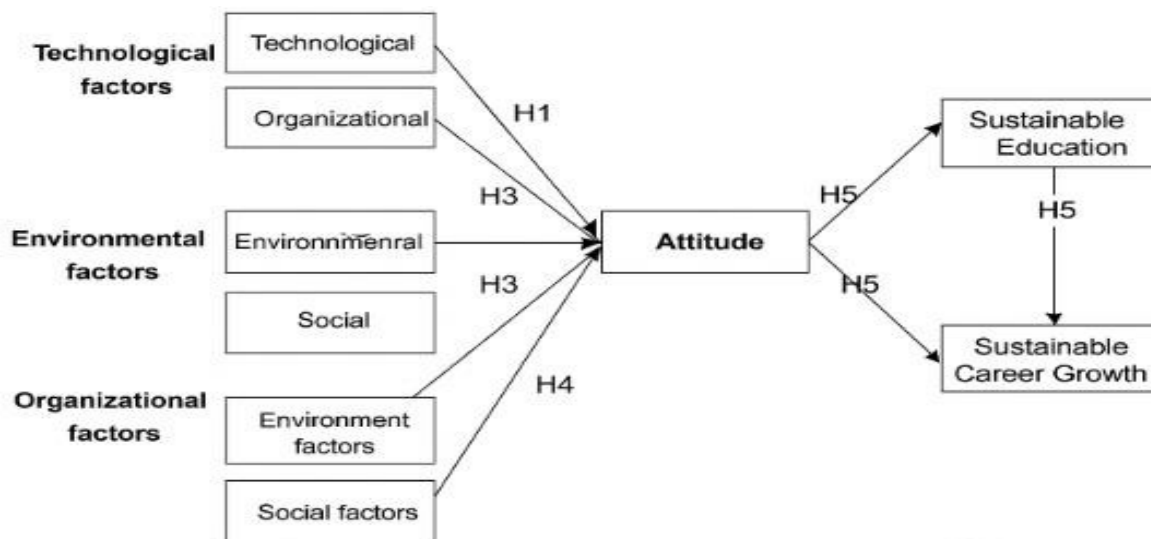 Technological
factors
Technological
Organizational
H1
H3
Environmental
factors
Environnmenral
Social
H3
Organizational
factors
Environment
factors
H4
Social factors
Attitude
H5
H5
Sustainable
Education
H5
Sustainable
Career Growth